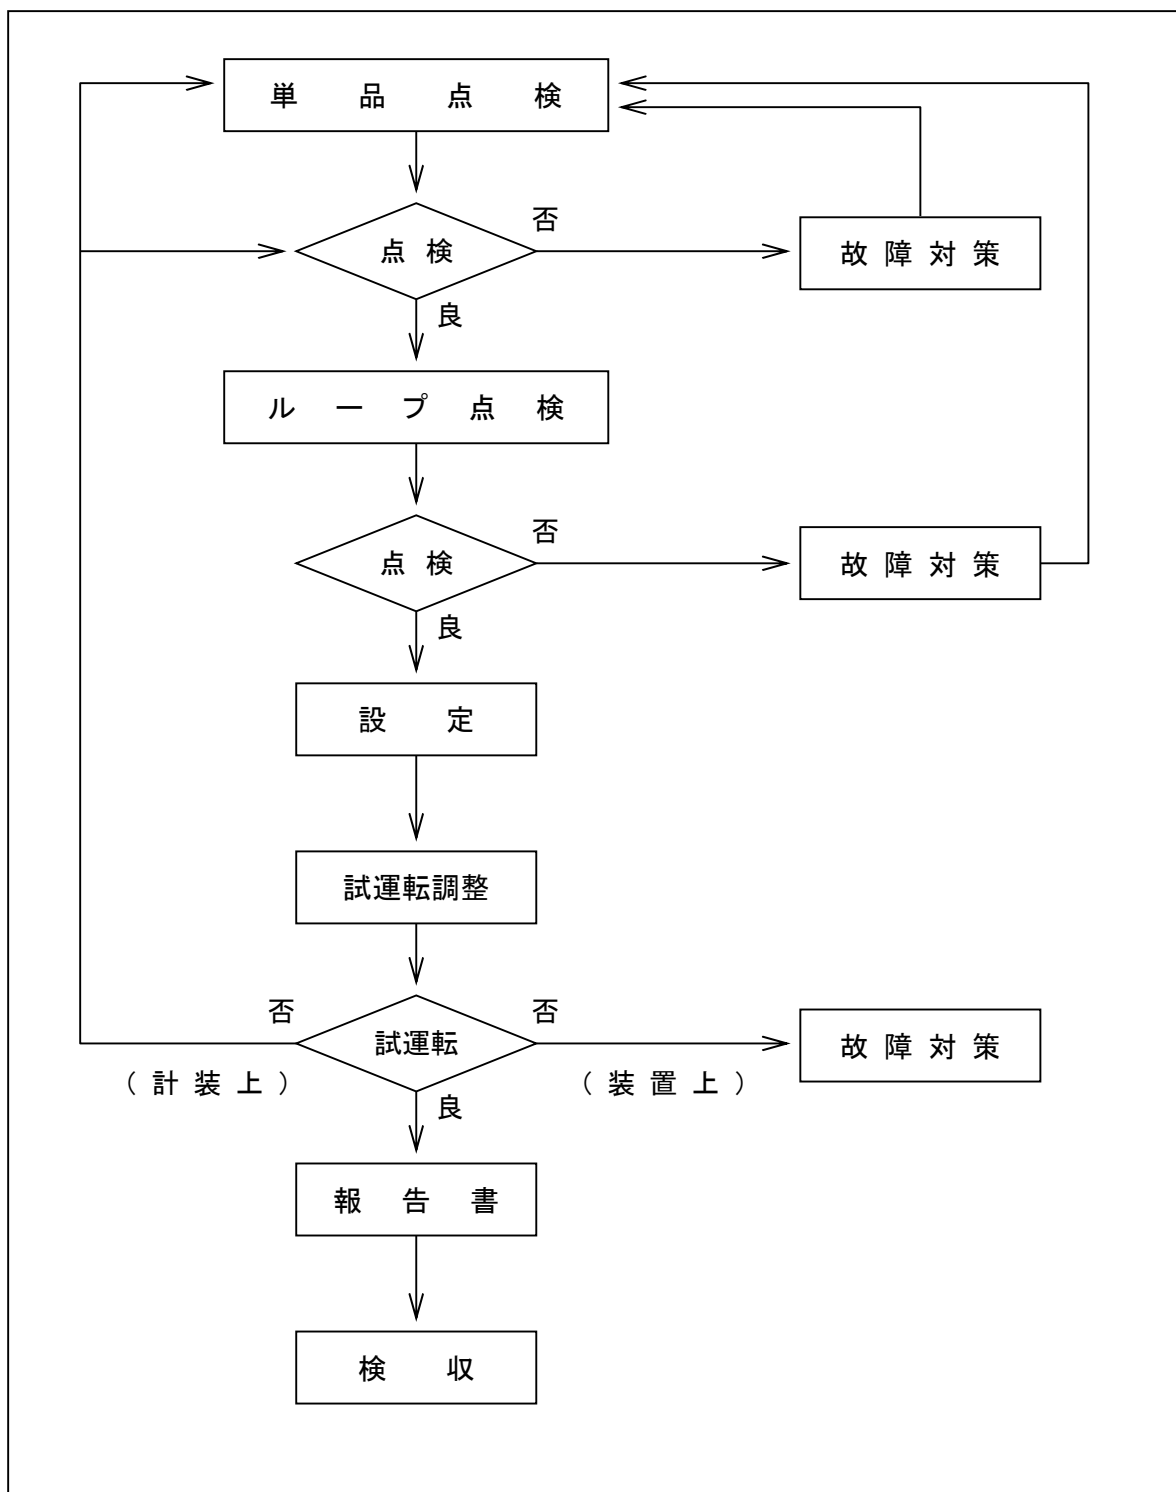 単品点検
否
点検
故障対策
良
ループ点検
否
点検
故障対策
良
設定
試運転調整
否
否
試運転
故障対策
(計装上)
(装置上)
良
報告書
検収